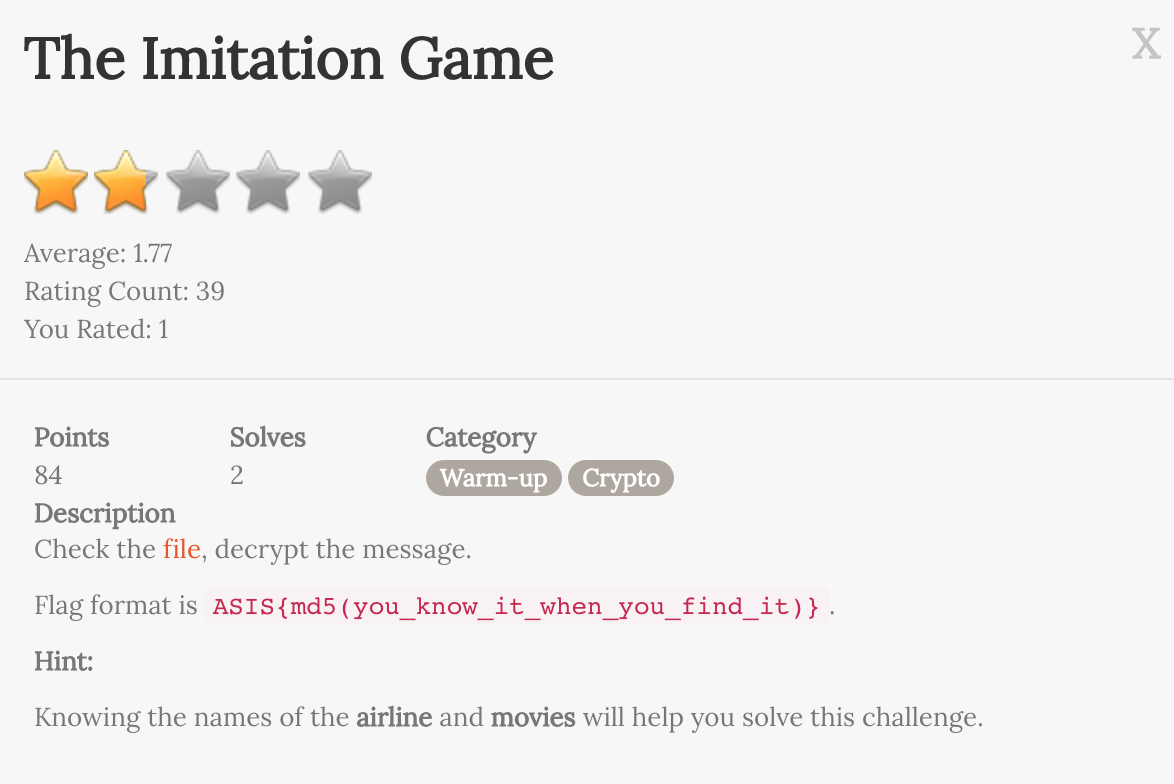 The Imitation Game
X
Average: 1.77
Rating Count: 39
You Rated: 1
Points Solves Category
84 2 Warm-up Crypto
Description
Check the file, decrypt the message.
Flag format is ASIS{md5(you_know_it_when_you_find_it)} .
Hint:
Knowing the names of the airline and movies will help you solve this challenge.